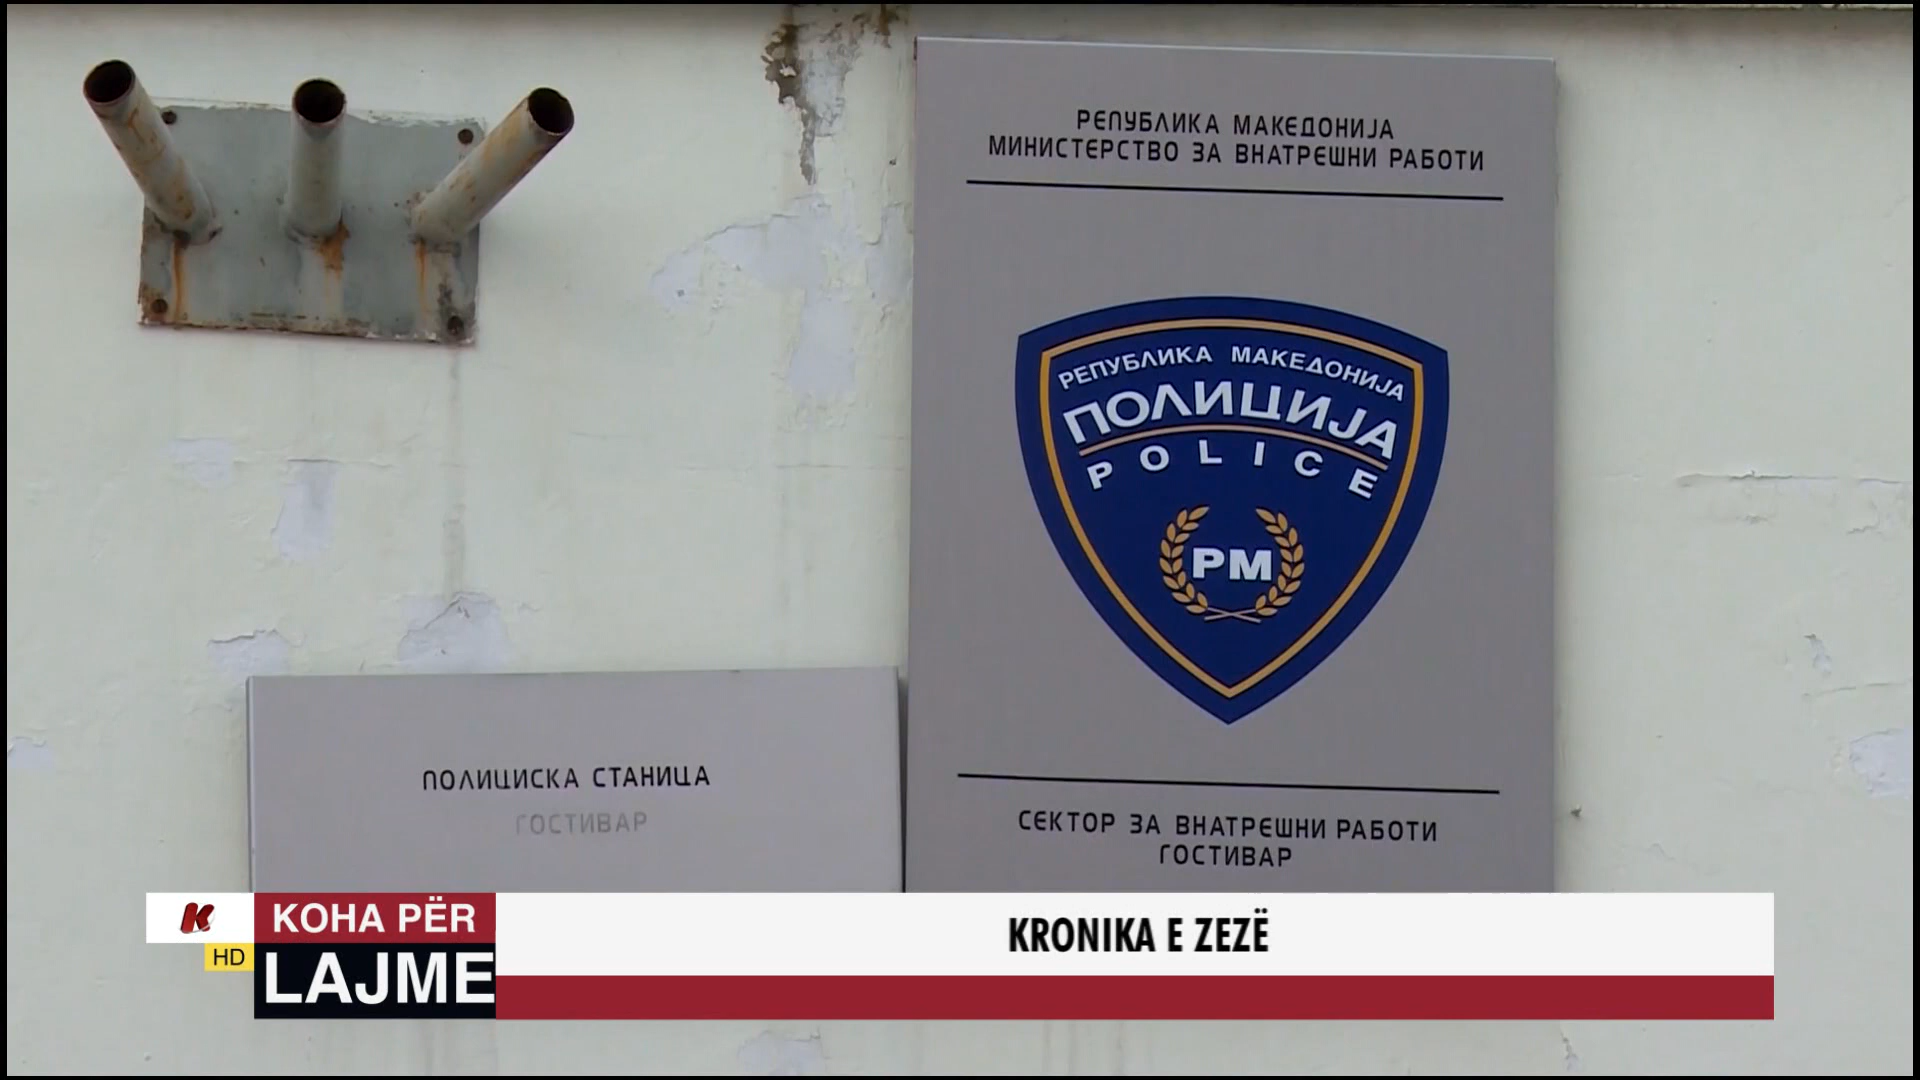 РЕПУБЛИКА МАКЕДОНИЈА
МИНИСТЕРСТВО ЗА ВНАТРЕШНИ РАБОТИ
РЕПУБЛИКА МАКЕДОНИЈА
ПОЛИЦИЈА
POLICE
РМ
СЕКТОР ЗА ВНАТРЕШНИ РАБОТИ
ГОСТИВАР
ПОЛИЦИСКА СТАНИЦА
ГОСТИВАР
K
HD
KOHA PËR
LAJME
KRONIKA E ZEZË